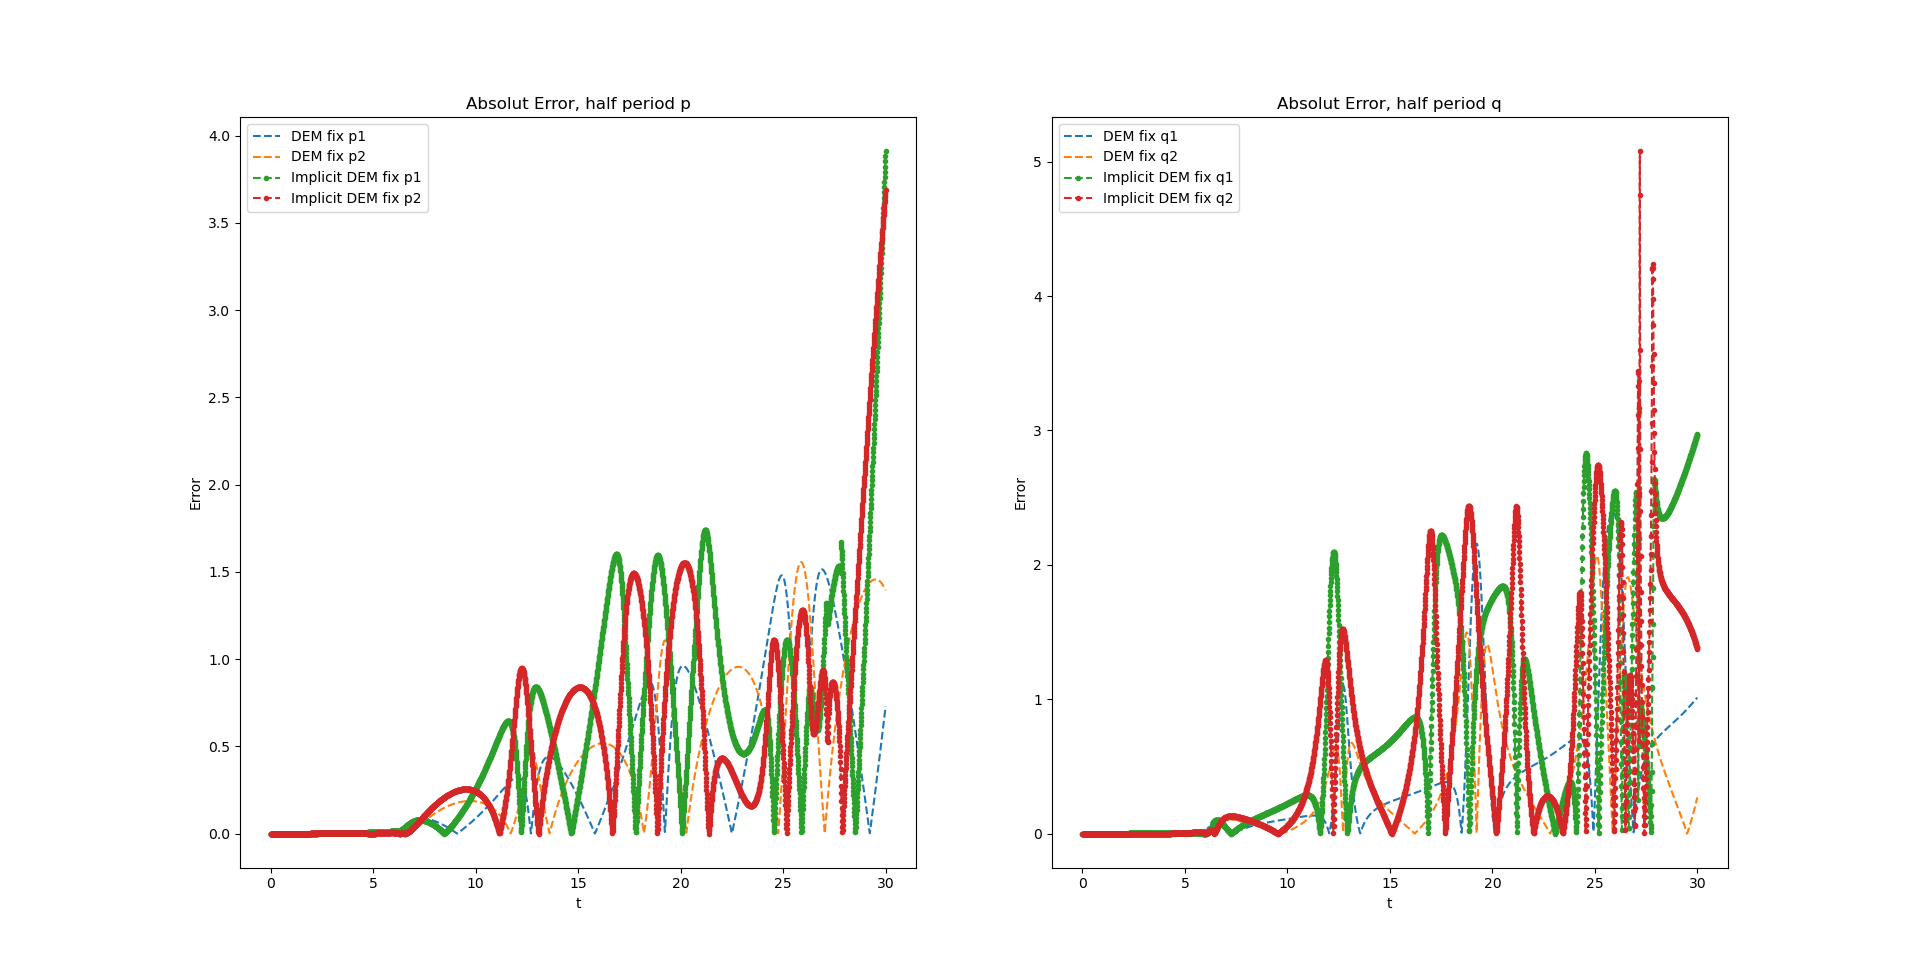 Absolut Error, half period p
DEM fix p1
DEM fix p2
Implicit DEM fix p1
Implicit DEM fix p2
4.0
3.5
3.0
2.5
2.0
1.5
1.0
0.5
0.0
Error
0 5 10 15 20 25 30
t
Absolut Error, half period q
DEM fix q1
DEM fix q2
Implicit DEM fix q1
Implicit DEM fix q2
5
4
3
2
1
0
Error
0 5 10 15 20 25 30
t